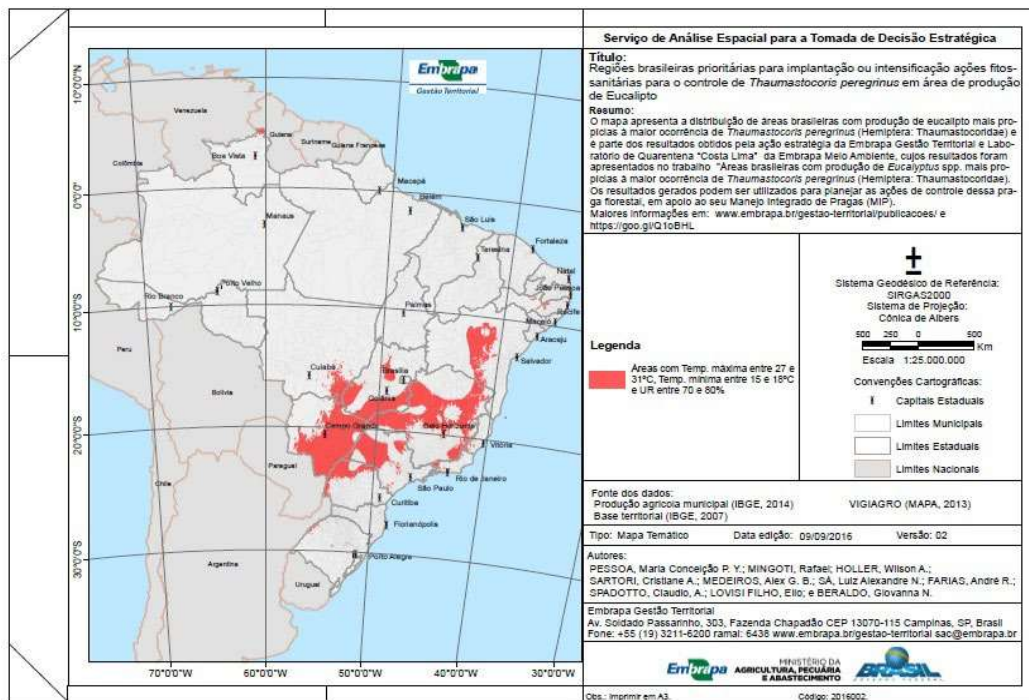 Embrapa
Gestão Territorial
10°0'N
0°0'
10°0'S
20°0'S
30°0'S
70°0'0"W
60°0'0"W
50°0'0"W
40°0'0"W
30°0'0"W
Venezuela
Guiana
Suriname
Guiana Francesa
Colômbia
Boa Vista
Macapá
Belém
São Luis
Manaus
Fortaleza
Teresina
Natal
João Pessoa
Recife
Porto Velho
Rio Branco
Palmas
Maceió
Aracaju
Peru
Salvador
Cuiabá
Brasília
Bolívia
Goiânia
Campo Grande
Belo Horizonte
Vitoria
Paraguai
Rio de Janeiro
São Paulo
Chile
Curitiba
Florianópolis
Argentina
Porto Alegre
Uruguai
Serviço de Análise Espacial para a Tomada de Decisão Estratégica
Título:
Regiões brasileiras prioritárias para implantação ou intensificação ações fitos-
sanitárias para o controle de Thaumastocoris peregrinus em área de produção
de Eucalipto
Resumo:
O mapa apresenta a distribuição de áreas brasileiras com produção de eucalipto mais pro-
pícias à maior ocorrência de Thaumastocoris peregrinus (Hemiptera: Thaumastocoridae) e
é parte dos resultados obtidos pela ação estratégia da Embrapa Gestão Territorial e Labo-
ratório de Quarentena "Costa Lima" da Embrapa Meio Ambiente, cujos resultados foram
apresentados no trabalho "Áreas brasileiras com produção de Eucalyptus spp. mais pro-
pícias à maior ocorrência de Thaumastocoris peregrinus (Hemiptera: Thaumastocoridae).
Os resultados gerados podem ser utilizados para planejar as ações de controle dessa pra-
ga florestal, em apoio ao seu Manejo Integrado de Pragas (MIP).
Maiores informações em: www.embrapa.br/gestao-territorial/publicacoes/ e
https://goo.gl/Q1oBHL
Legenda
Áreas com Temp. máxima entre 27 e
31ºC, Temp. mínima entre 15 e 18ºC
e UR entre 70 e 80%
Sistema Geodésico de Referência:
SIRGAS2000
Sistema de Projeção:
Cônica de Albers
500 250 0 500
Km
Escala 1:25.000.000
Convenções Cartográficas:
Capitais Estaduais
Limites Municipais
Limites Estaduais
Limites Nacionais
Fonte dos dados:
Produção agrícola municipal (IBGE, 2014) VIGIAGRO (MAPA, 2013)
Base territorial (IBGE, 2007)
Tipo: Mapa Temático Data edição: 09/09/2016 Versão: 02
Autores:
PESSOA, Maria Conceição P. Y.; MINGOTI, Rafael; HOLLER, Wilson A.;
SARTORI, Cristiane A.; MEDEIROS, Alex G. B.; SÁ, Luiz Alexandre N.; FARIAS, André R.;
SPADOTTO, Claudio, A.; LOVISI FILHO, Elio; e BERALDO, Giovanna N.
Embrapa Gestão Territorial
Av. Soldado Passarinho, 303, Fazenda Chapadão CEP 13070-115 Campinas, SP, Brasil
Fone: +55 (19) 3211-6200 ramal: 6438 www.embrapa.br/gestao-territorial sac@embrapa.br
Embrapa
MINISTÉRIO DA
AGRICULTURA, PECUÁRIA
E ABASTECIMENTO
BRASIL
GOVERNO FEDERAL
Obs.: Imprimir em A3. Código: 2016002.